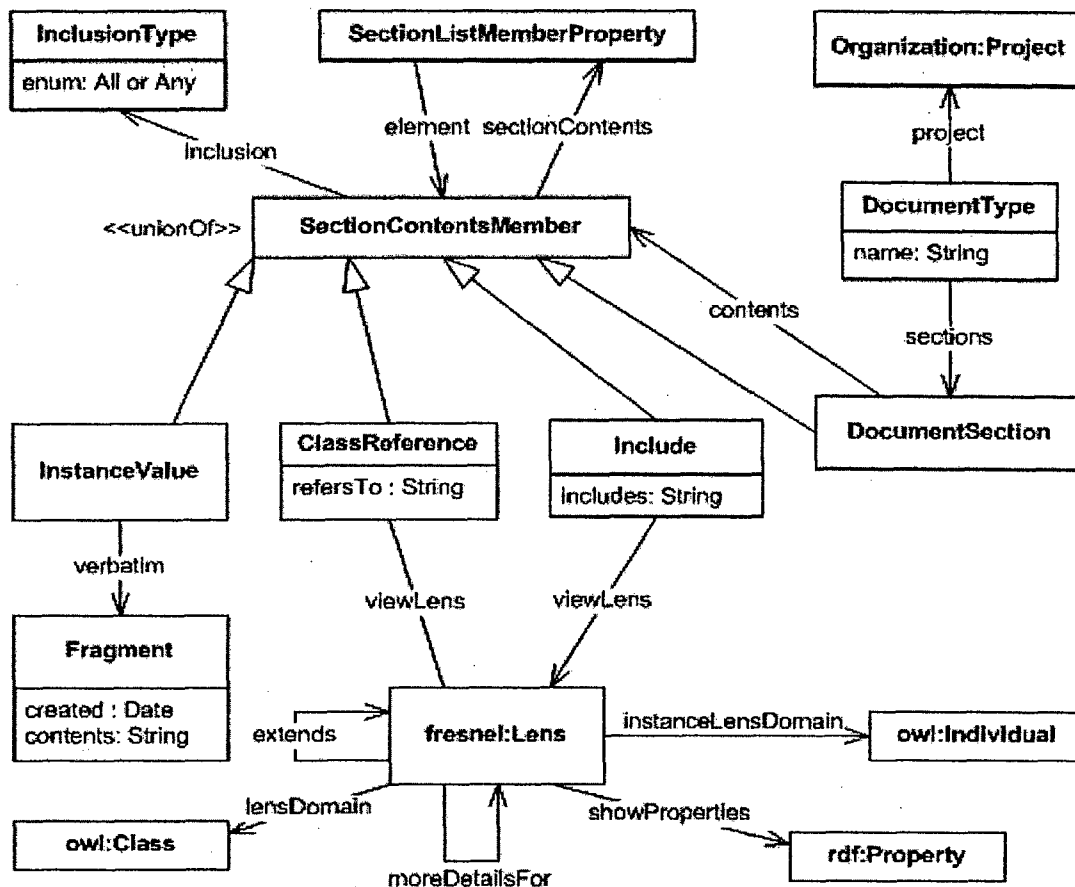 InclusionType
enum: All or Any
SectionListMemberProperty
Organization:Project
element sectionContents
project
Inclusion
DocumentType
name: String
<<unionOf>>
SectionContentsMember
contents
sections
InstanceValue
ClassReference
refersTo : String
Include
includes: String
DocumentSection
verbatim
viewLens
viewLens
Fragment
created : Date
contents: String
extends
fresnel:Lens
instanceLensDomain
owl:Individual
lensDomain
showProperties
owl:Class
moreDetailsFor
rdf:Property